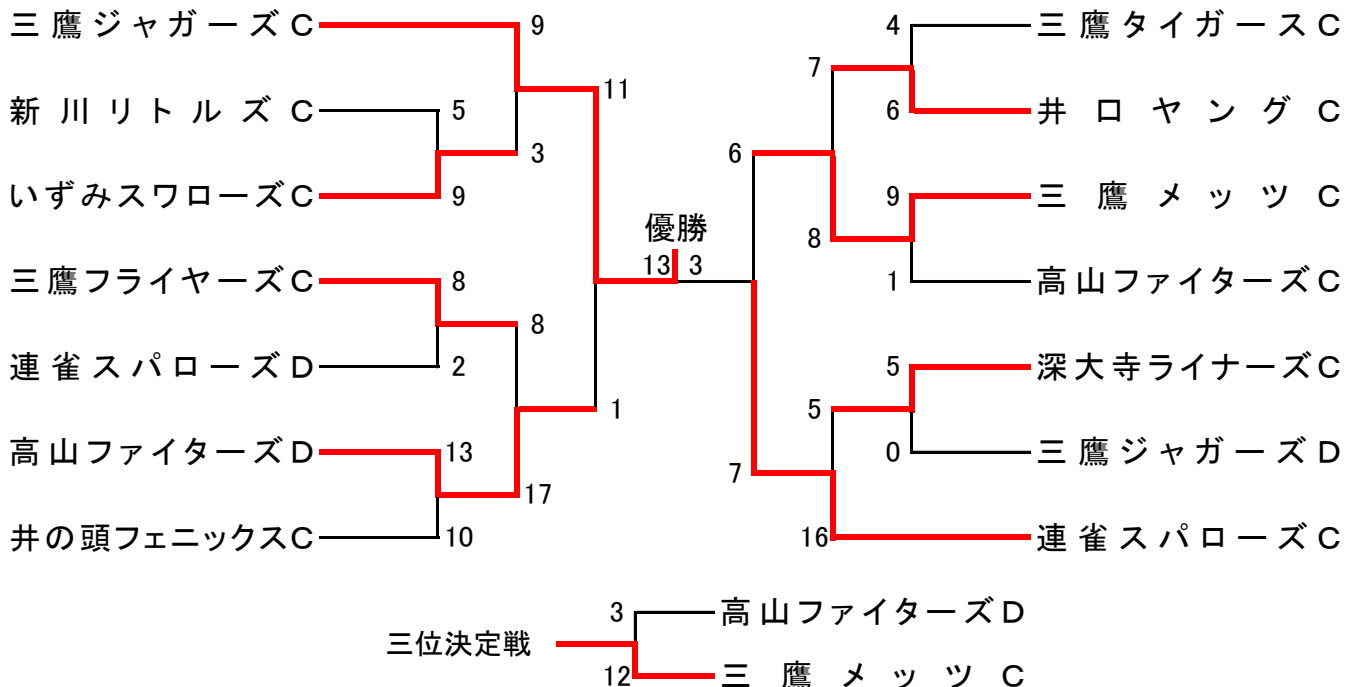 三鷹ジャガーズC 9 4 三鷹タイガースC
7
11
新川リトルズC 5 6 井口ヤングC
3 6
いずみスワローズC 9 9 三鷹メッツC
優勝 8
13 3
三鷹フライヤーズC 8 1 高山ファイターズC
8
連雀スパローズD 2 5 深大寺ライナーズC
1 5
高山ファイターズD 13 0 三鷹ジャガーズD
7
17
井の頭フェニックスC 10 16 連雀スパローズC
3 高山ファイターズD
三位決定戦
12 三鷹メッツC